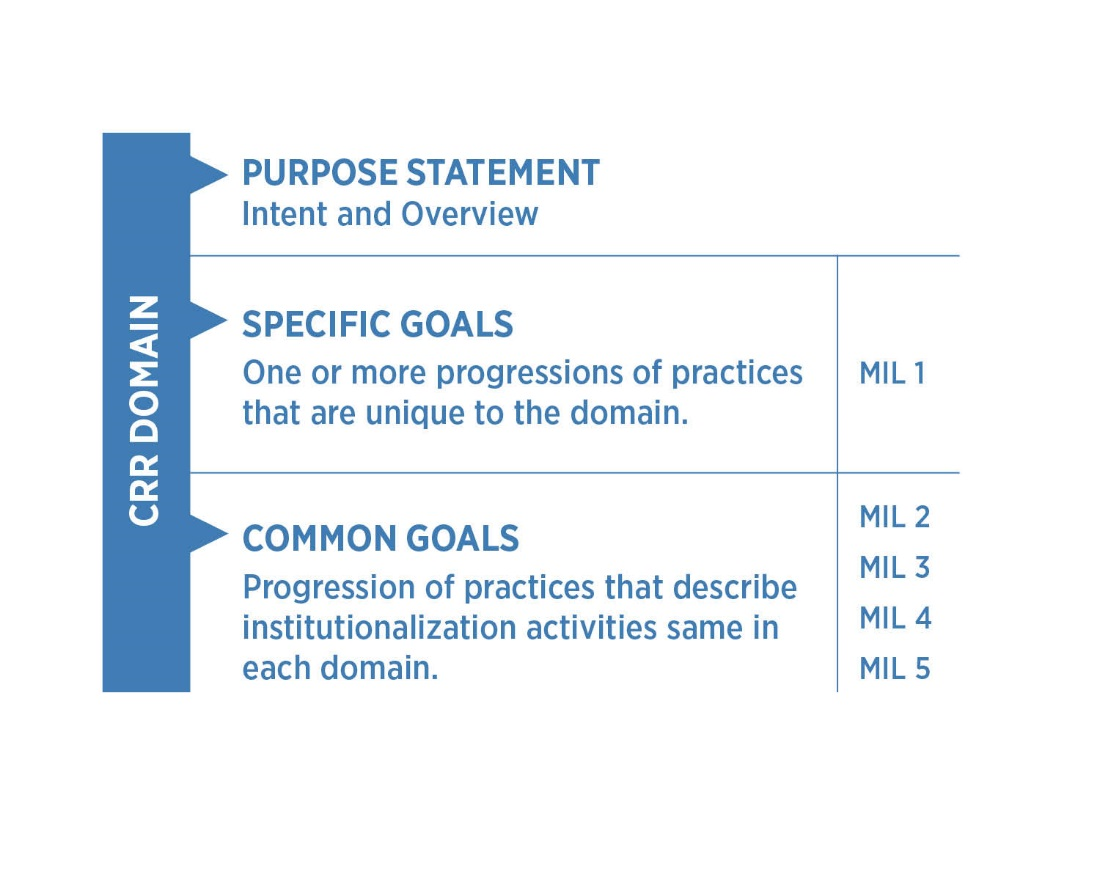 CRR DOMAIN
PURPOSE STATEMENT
Intent and Overview
SPECIFIC GOALS
One or more progressions of practices
that are unique to the domain.
MIL 1
COMMON GOALS
Progression of practices that describe
institutionalization activities same in
each domain.
MIL 2
MIL 3
MIL 4
MIL 5